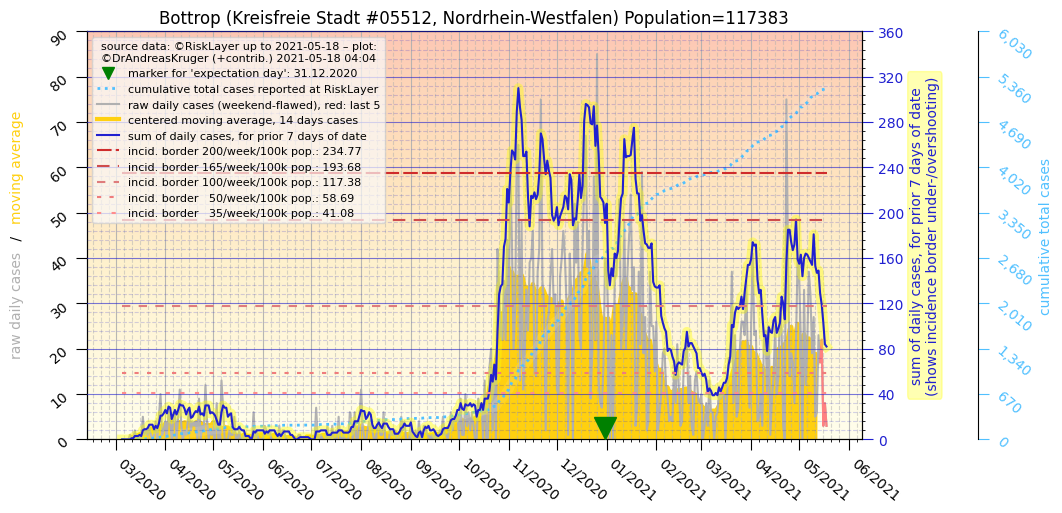 Bottrop (Kreisfreie Stadt #05512, Nordrhein-Westfalen) Population=117383
source data: ©RiskLayer up to 2021-05-18 – plot:
©DrAndreasKruger (+contrib.) 2021-05-18 04:04
marker for 'expectation day': 31.12.2020
cumulative total cases reported at RiskLayer
raw daily cases (weekend-flawed), red: last 5
centered moving average, 14 days cases
sum of daily cases, for prior 7 days of date
incid. border 200/week/100k pop.: 234.77
incid. border 165/week/100k pop.: 193.68
incid. border 100/week/100k pop.: 117.38
incid. border 50/week/100k pop.: 58.69
incid. border 35/week/100k pop.: 41.08
raw daily cases / moving average
90
80
70
60
50
40
30
20
10
0
03/2020
04/2020
05/2020
06/2020
07/2020
08/2020
09/2020
10/2020
11/2020
12/2020
01/2021
02/2021
03/2021
04/2021
05/2021
06/2021
360
320
280
240
200
160
120
80
40
0
sum of daily cases, for prior 7 days of date
(shows incidence border under-/overshooting)
6,030
5,360
4,690
4,020
3,350
2,680
2,010
1,340
670
0
cumulative total cases